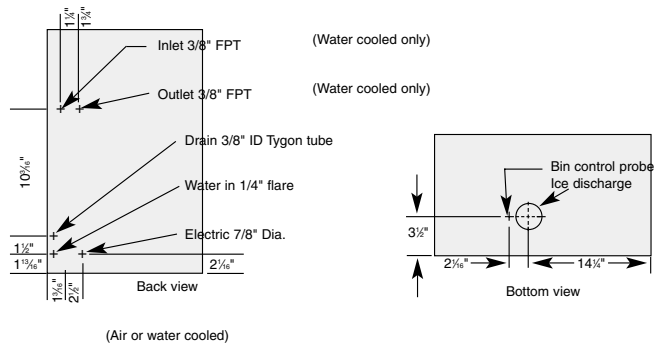 1¼"
1¾"
Inlet 3/8" FPT
(Water cooled only)
Outlet 3/8" FPT
(Water cooled only)
Drain 3/8" ID Tygon tube
10³⁄₁₆"
Water in 1/4" flare
Electric 7/8" Dia.
1½"
1¹³⁄₁₆"
2¹⁄₁₆"
1³⁄₁₆"
2½"
Back view
(Air or water cooled)
Bin control probe
Ice discharge
3½"
2¹⁄₁₆"
14¼"
Bottom view